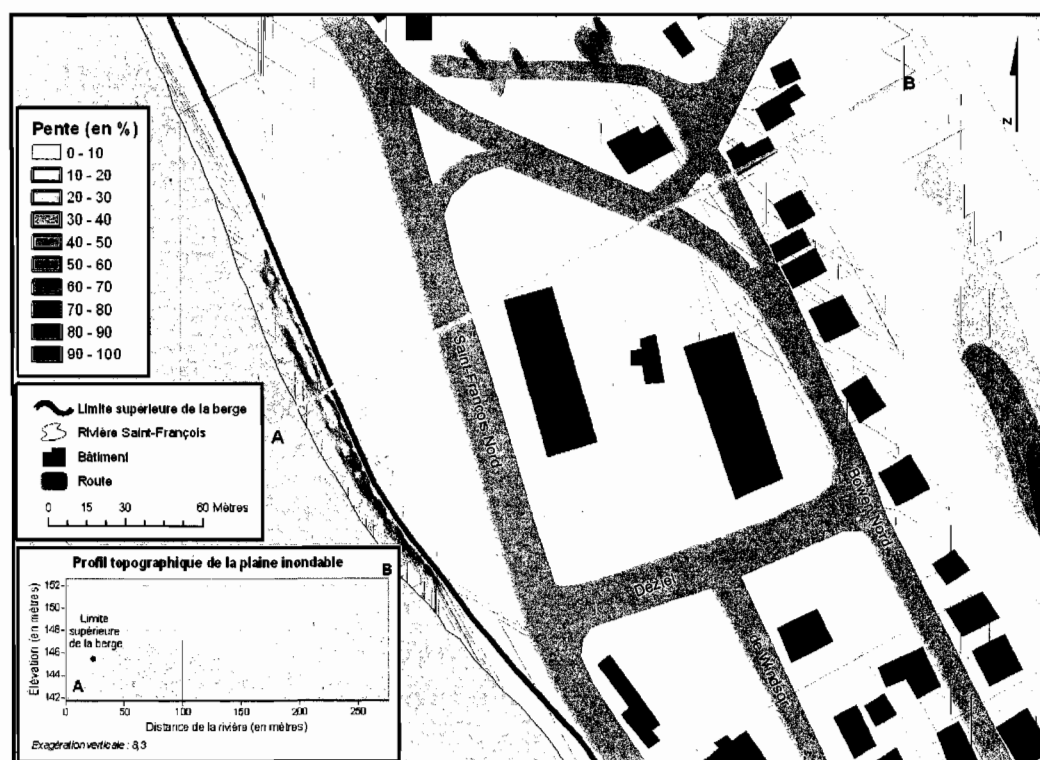 B
N
Pente (en %)
0 - 10
10 - 20
20 - 30
30 - 40
40 - 50
50 - 60
60 - 70
70 - 80
80 - 90
90 - 100
Saint-François Nord
A
Limite supérieure de la berge
Rivière Saint-François
Bâtiment
Route
0 15 30 60 Mètres
Bowen Nord
Déziel
de Windsor
Profil topographique de la plaine inondable
B
Élévation (en mètres)
152
150
148
146
144
142
Limite
supérieure
de la berge
A
0 50 100 150 200 250
Distance de la rivière (en mètres)
Exagération verticale : 8,3